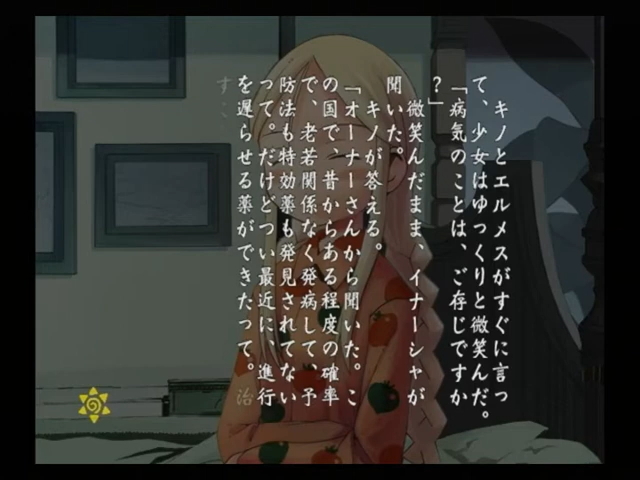 キノとエルメスがすぐに言っ
て、少女はゆっくりと微笑んだ。
「病気のことは、ご存じですか
？」
　微笑んだまま、イナーシャが
聞いた。
　キノが答える。
「オーナーさんから聞いた。こ
の国で、昔からある程度の確率
で、老若関係なく発病して、予
防法も特効薬も発見されてない
って。だけどつい最近に、進行
を遅らせる薬ができたって。治
すこ